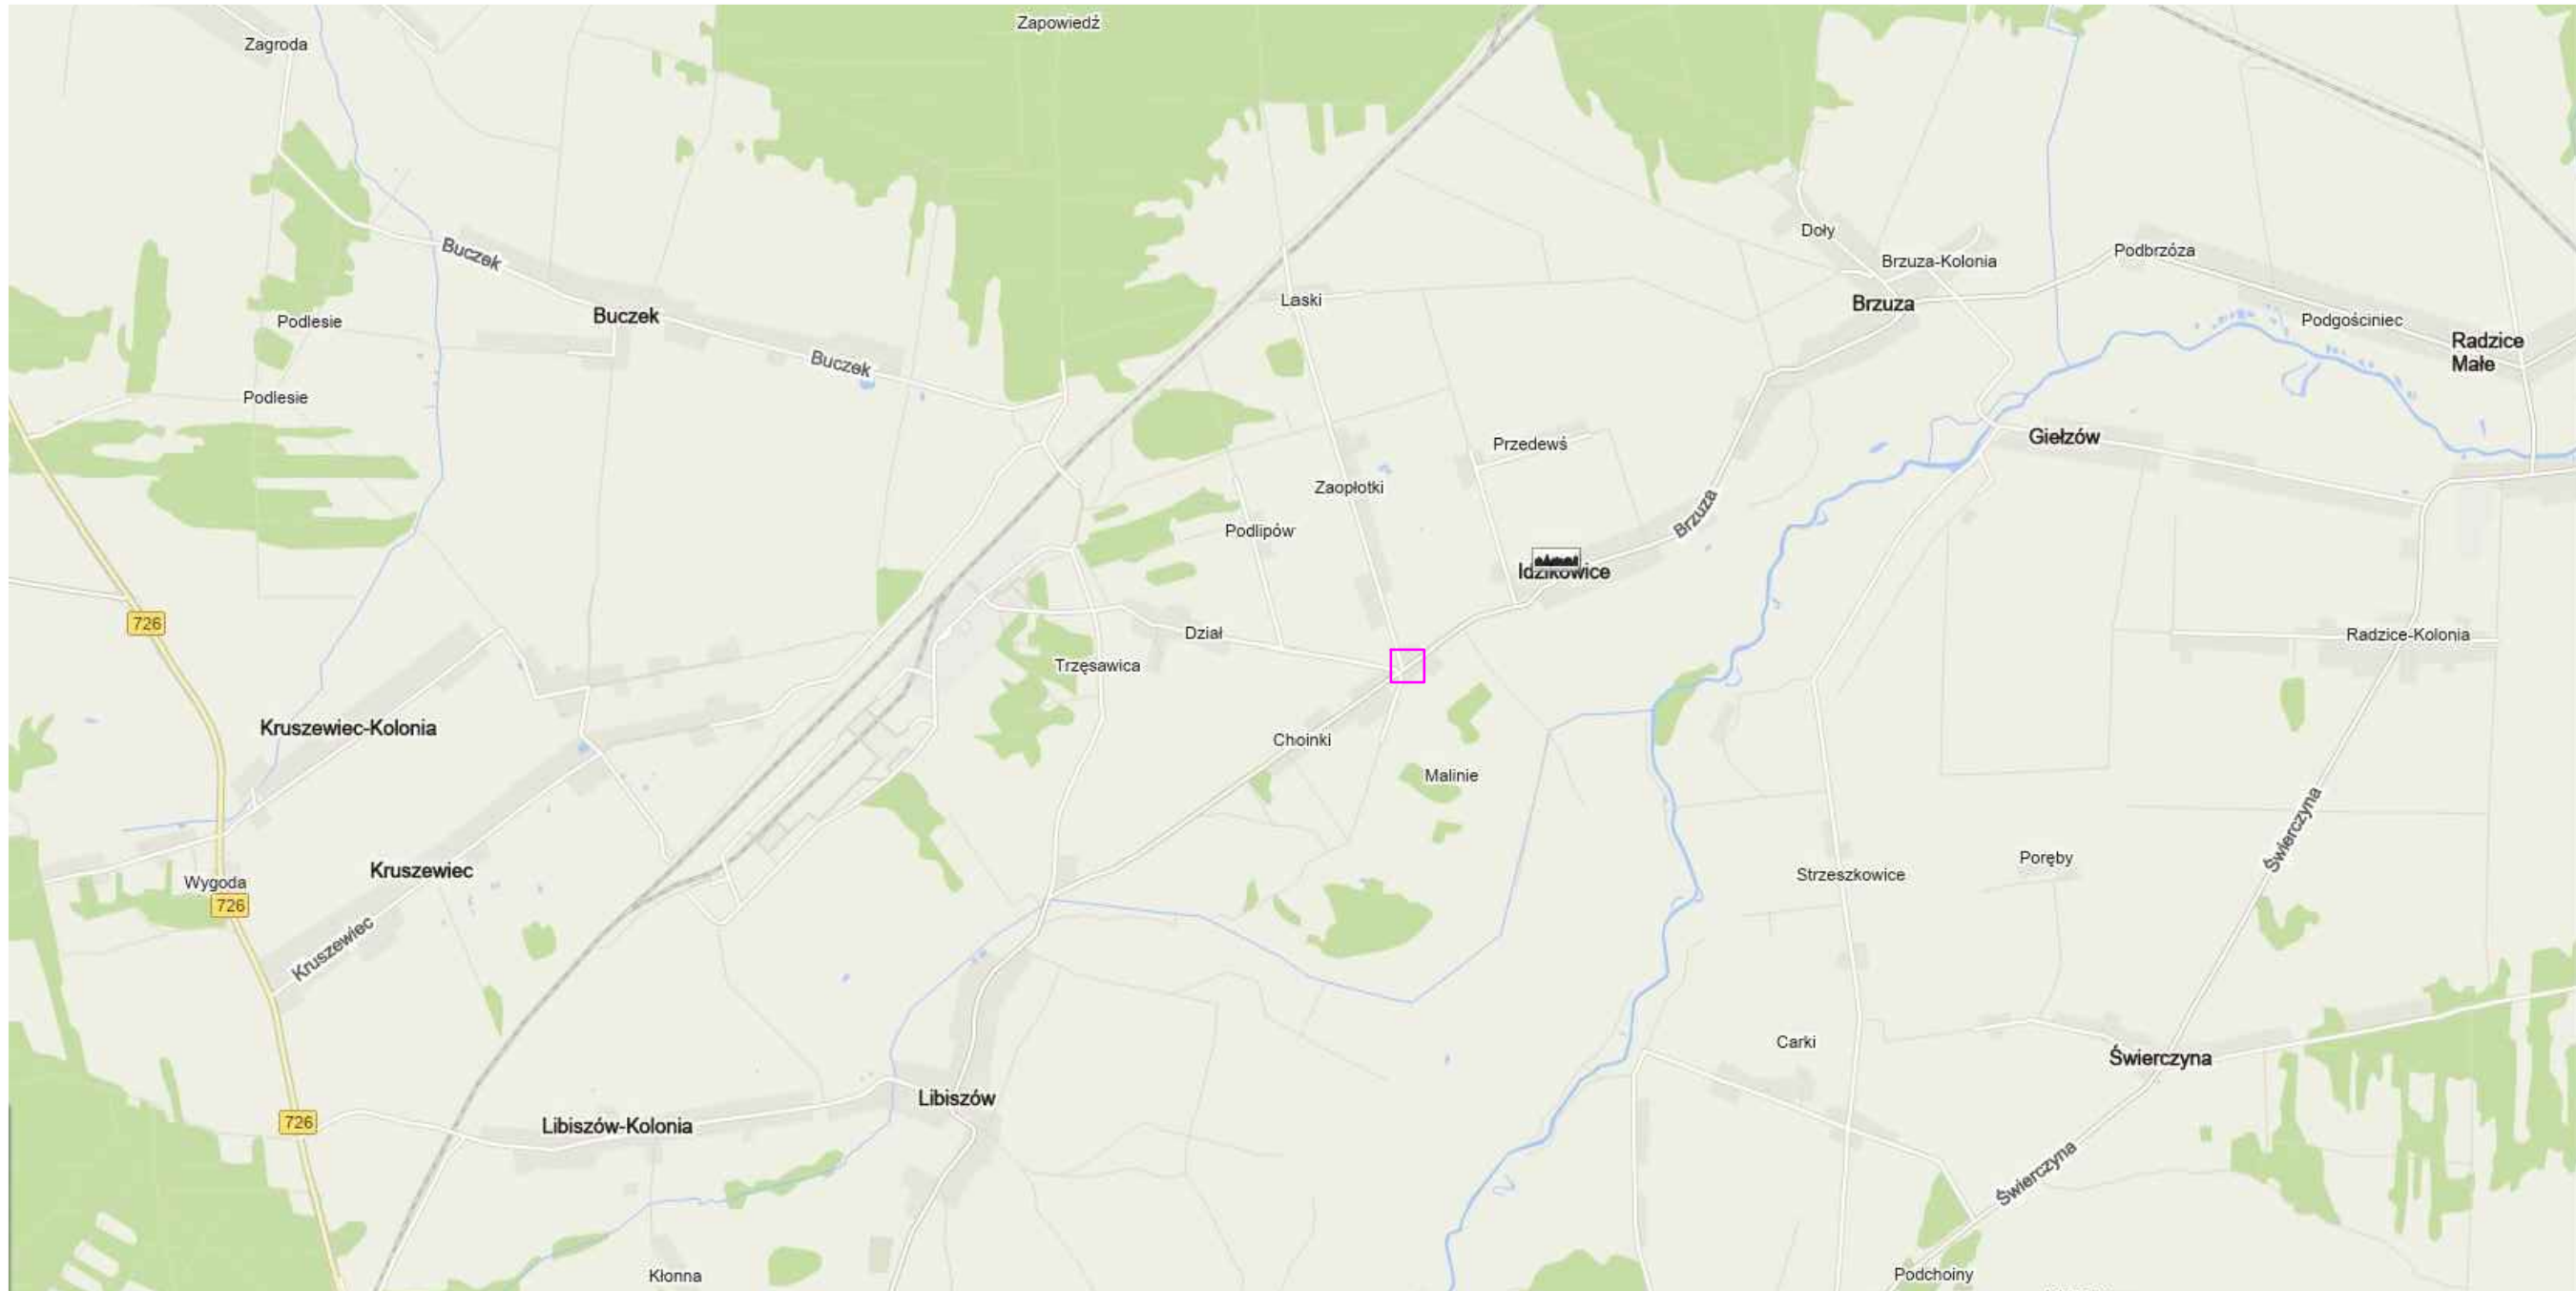 Zapowiedź
Zagroda
Doły
Buczek
Podbrzóza
Brzuza-Kolonia
Laski
Brzuza
Buczek
Podlesie
Podgościniec
Radzice
Małe
Buczek
Podlesie
Giełzów
Przedewś
Zaopłotki
Brzuza
Podlipów
Idzikowice
726
Dział
Radzice-Kolonia
Trzęsawica
Kruszewiec-Kolonia
Choinki
Malinie
Świerczyna
Poręby
Kruszewiec
Strzeszkowice
Wygoda
726
Kruszewiec
Carki
Świerczyna
Libiszów
726
Libiszów-Kolonia
Świerczyna
Kłonna
Podchoiny